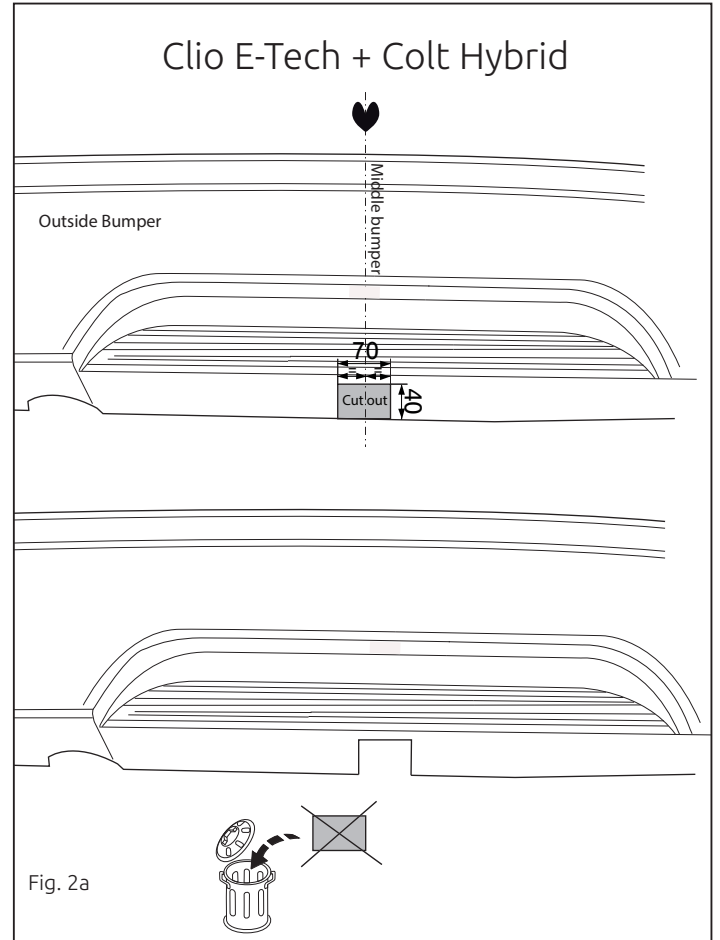 Clio E-Tech + Colt Hybrid
Middle bumper
Outside Bumper
70
= =
Cut out
40
Fig. 2a